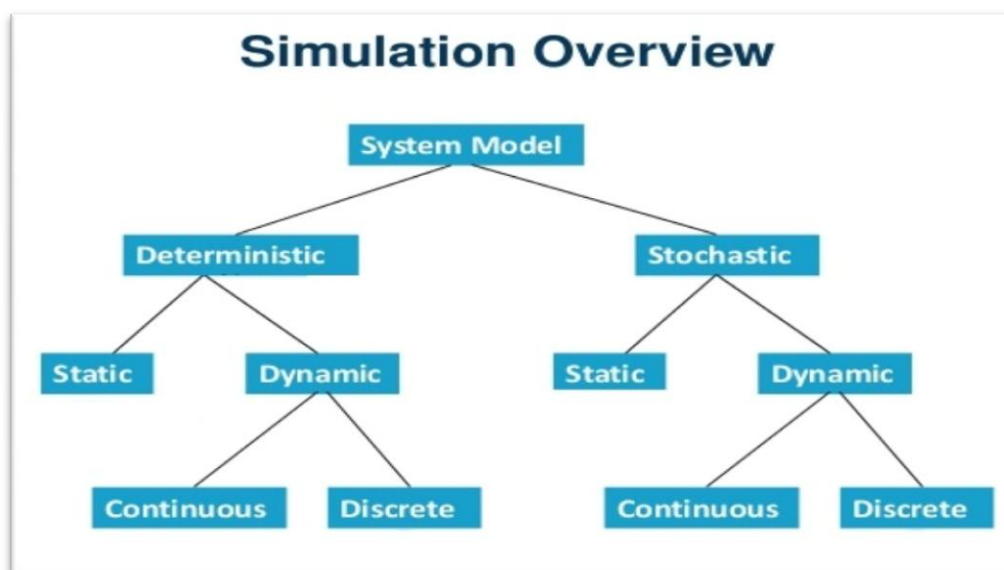 Simulation Overview
System Model
Deterministic
Stochastic
Static
Dynamic
Static
Dynamic
Continuous
Discrete
Continuous
Discrete